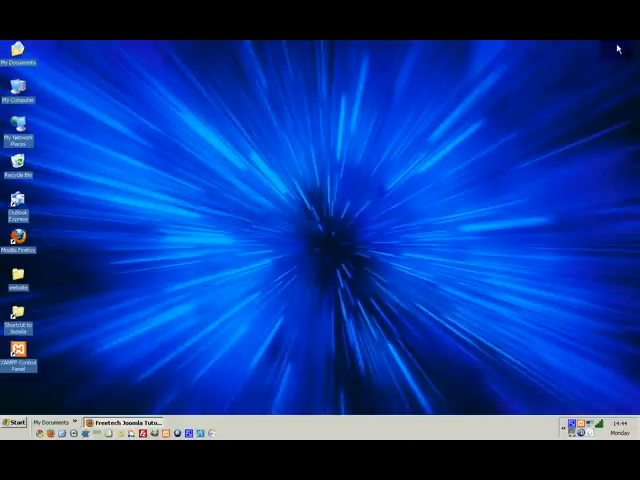 My Documents
My Computer
My Network
Places
Recycle Bin
Outlook
Express
Mozilla Firefox
website
Shortcut to
Joomla
XAMPP Control
Panel
Start
My Documents
Freetech Joomla Tuto...
14:44
Monday